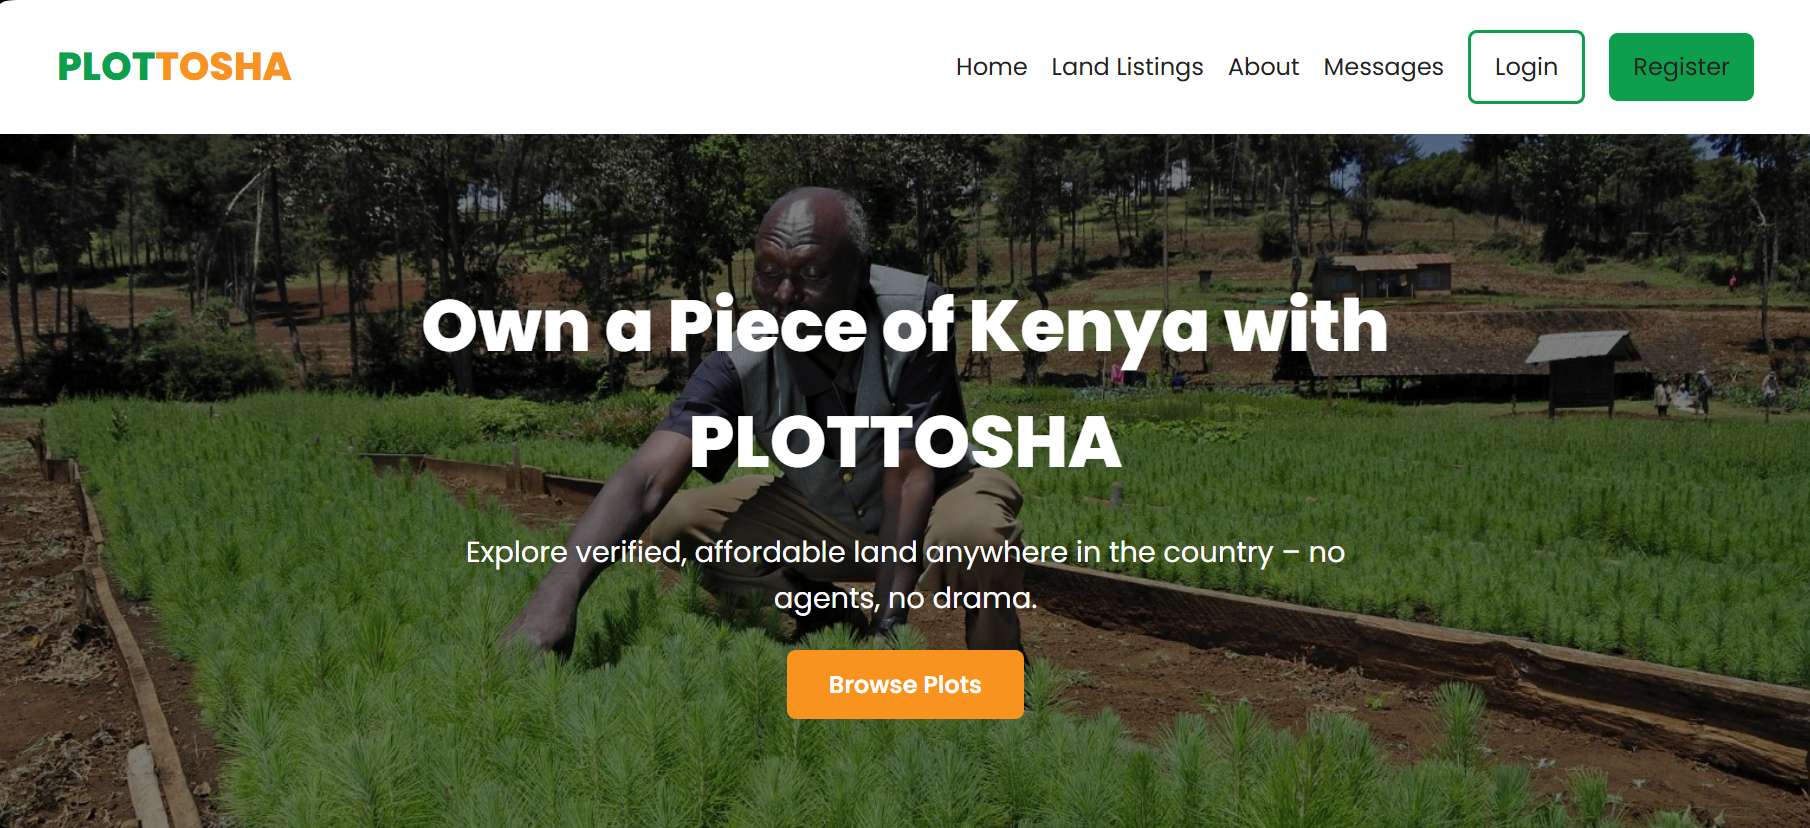 PLOTTOSHA
Home Land Listings About Messages Login Register
Own a Piece of Kenya with
PLOTTOSHA
Explore verified, affordable land anywhere in the country – no
agents, no drama.
Browse Plots